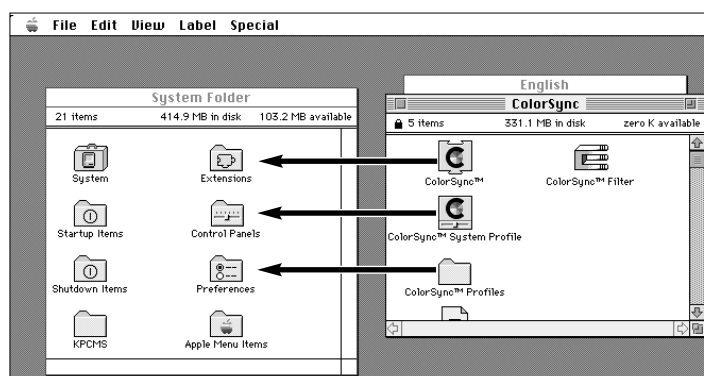 File Edit View Label Special
System Folder
21 items 414.9 MB in disk 103.2 MB available
System
Extensions
Startup Items
Control Panels
Shutdown Items
Preferences
KPCMS
Apple Menu Items
English
ColorSync
5 items 331.1 MB in disk zero K available
ColorSync™
ColorSync™ Filter
ColorSync™ System Profile
ColorSync™ Profiles